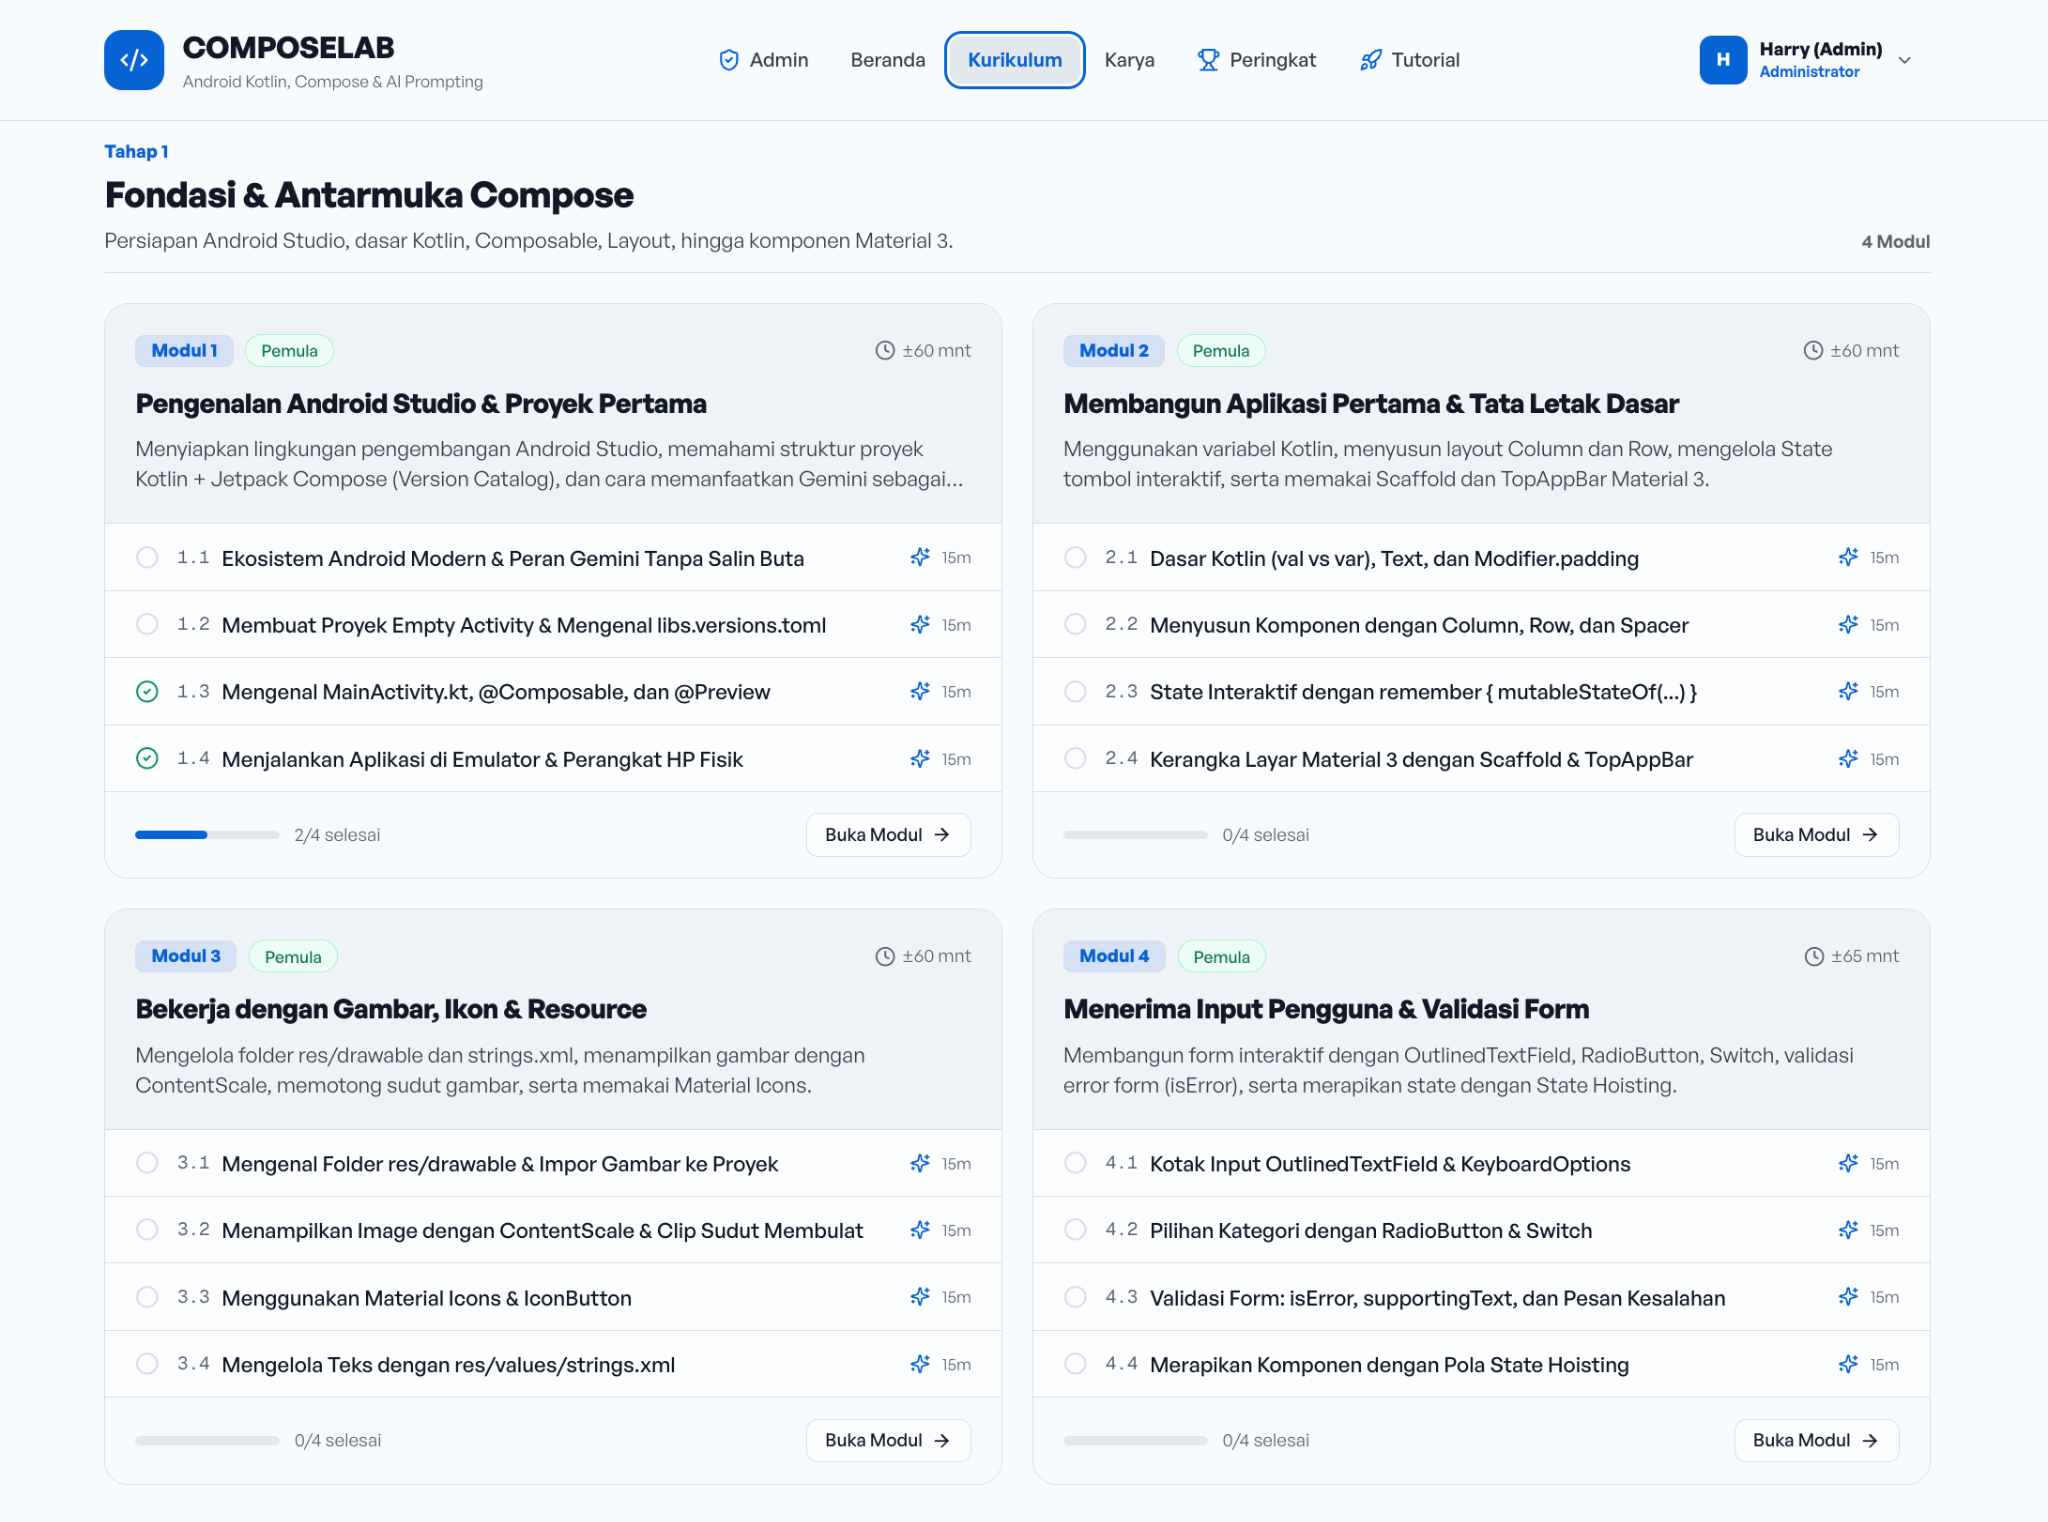 COMPOSELAB
Android Kotlin, Compose & AI Prompting
Admin
Beranda
Kurikulum
Karya
Peringkat
Tutorial
H
Harry (Admin)
Administrator
Tahap 1
Fondasi & Antarmuka Compose
Persiapan Android Studio, dasar Kotlin, Composable, Layout, hingga komponen Material 3.
4 Modul
Modul 1
Pemula
±60 mnt
Pengenalan Android Studio & Proyek Pertama
Menyiapkan lingkungan pengembangan Android Studio, memahami struktur proyek
Kotlin + Jetpack Compose (Version Catalog), dan cara memanfaatkan Gemini sebagai...
1.1 Ekosistem Android Modern & Peran Gemini Tanpa Salin Buta 15m
1.2 Membuat Proyek Empty Activity & Mengenal libs.versions.toml 15m
1.3 Mengenal MainActivity.kt, @Composable, dan @Preview 15m
1.4 Menjalankan Aplikasi di Emulator & Perangkat HP Fisik 15m
2/4 selesai
Buka Modul →
Modul 2
Pemula
±60 mnt
Membangun Aplikasi Pertama & Tata Letak Dasar
Menggunakan variabel Kotlin, menyusun layout Column dan Row, mengelola State
tombol interaktif, serta memakai Scaffold dan TopAppBar Material 3.
2.1 Dasar Kotlin (val vs var), Text, dan Modifier.padding 15m
2.2 Menyusun Komponen dengan Column, Row, dan Spacer 15m
2.3 State Interaktif dengan remember { mutableStateOf(...) } 15m
2.4 Kerangka Layar Material 3 dengan Scaffold & TopAppBar 15m
0/4 selesai
Buka Modul →
Modul 3
Pemula
±60 mnt
Bekerja dengan Gambar, Ikon & Resource
Mengelola folder res/drawable dan strings.xml, menampilkan gambar dengan
ContentScale, memotong sudut gambar, serta memakai Material Icons.
3.1 Mengenal Folder res/drawable & Impor Gambar ke Proyek 15m
3.2 Menampilkan Image dengan ContentScale & Clip Sudut Membulat 15m
3.3 Menggunakan Material Icons & IconButton 15m
3.4 Mengelola Teks dengan res/values/strings.xml 15m
0/4 selesai
Buka Modul →
Modul 4
Pemula
±65 mnt
Menerima Input Pengguna & Validasi Form
Membangun form interaktif dengan OutlinedTextField, RadioButton, Switch, validasi
error form (isError), serta merapikan state dengan State Hoisting.
4.1 Kotak Input OutlinedTextField & KeyboardOptions 15m
4.2 Pilihan Kategori dengan RadioButton & Switch 15m
4.3 Validasi Form: isError, supportingText, dan Pesan Kesalahan 15m
4.4 Merapikan Komponen dengan Pola State Hoisting 15m
0/4 selesai
Buka Modul →